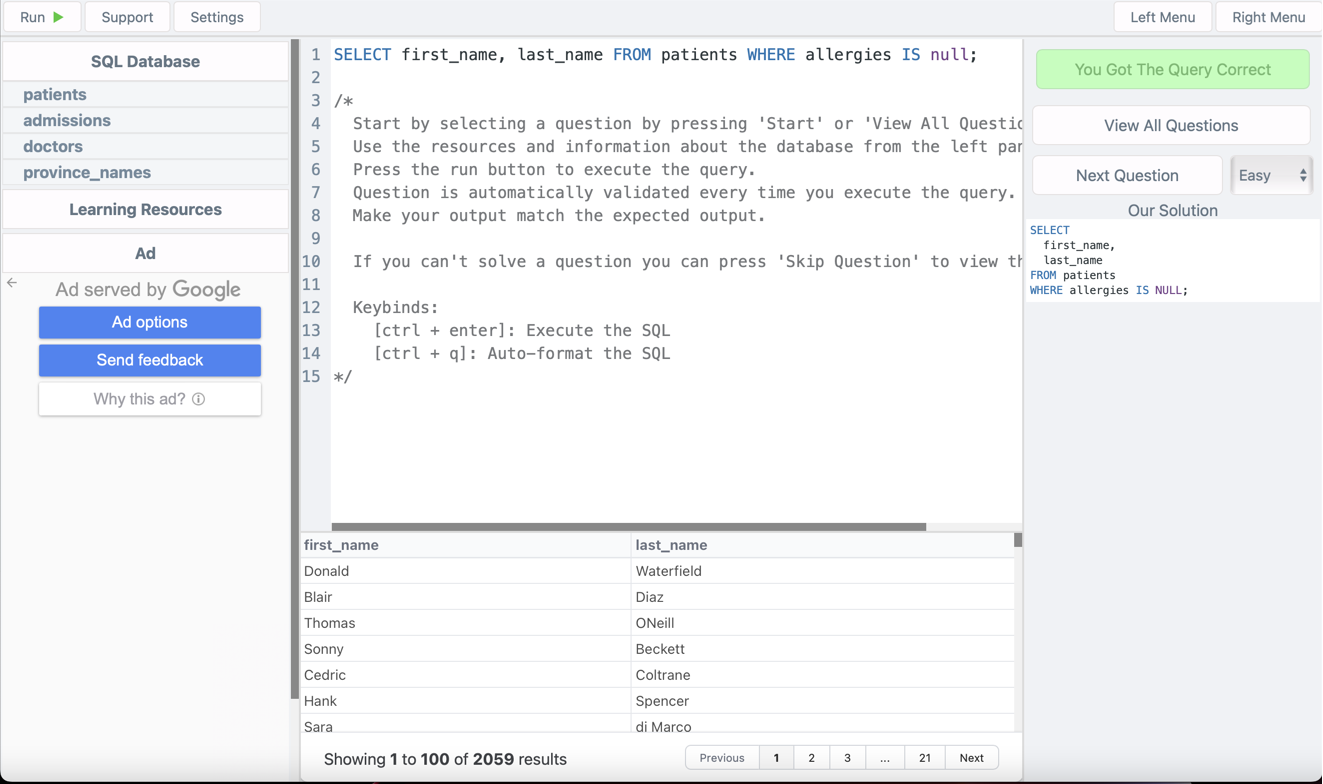 Run
Support
Settings
Left Menu
Right Menu
SQL Database
patients
admissions
doctors
province_names
Learning Resources
Ad
Ad served by Google
Ad options
Send feedback
Why this ad?
1 SELECT first_name, last_name FROM patients WHERE allergies IS null;
2
3 /*
4 Start by selecting a question by pressing 'Start' or 'View All
5 Use the resources and information about the database from the left
6 Press the run button to execute the query.
7 Question is automatically validated every time you execute the query.
8 Make your output match the expected output.
9
10 If you can't solve a question you can press 'Skip Question' to view
11
12 Keybinds:
13 [ctrl + enter]: Execute the SQL
14 [ctrl + q]: Auto-format the SQL
15 */
first_name last_name
Donald Waterfield
Blair Diaz
Thomas ONeill
Sonny Beckett
Cedric Coltrane
Hank Spencer
Sara di Marco
Showing 1 to 100 of 2059 results
Previous 1 2 3 ... 21 Next
You Got The Query Correct
View All Questions
Next Question
Easy
Our Solution
SELECT
first_name,
last_name
FROM patients
WHERE allergies IS NULL;